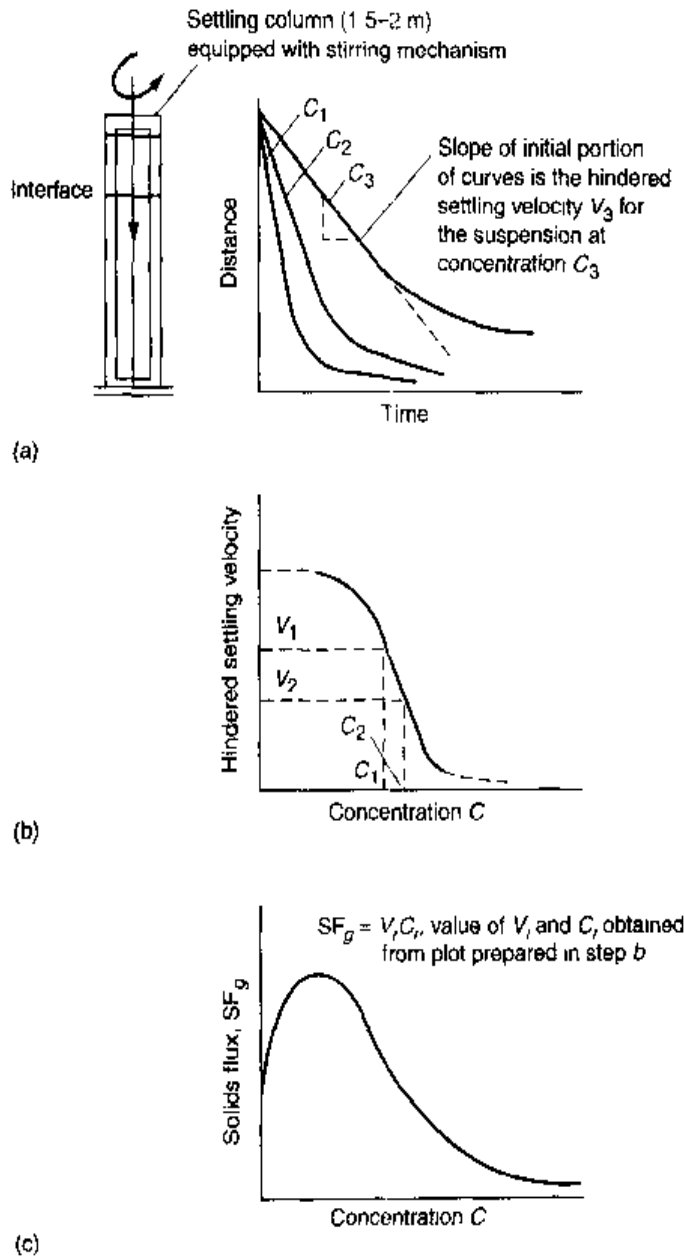 Settling column (1 5–2 m)
equipped with stirring mechanism
Interface
Distance
C1
C2
C3
Slope of initial portion
of curves is the hindered
settling velocity V3 for
the suspension at
concentration C3
Time
(a)
Hindered settling velocity
V1
V2
C2
C1
Concentration C
(b)
SFg = ViCi, value of Vi and Ci obtained
from plot prepared in step b
Solids flux, SFg
Concentration C
(c)